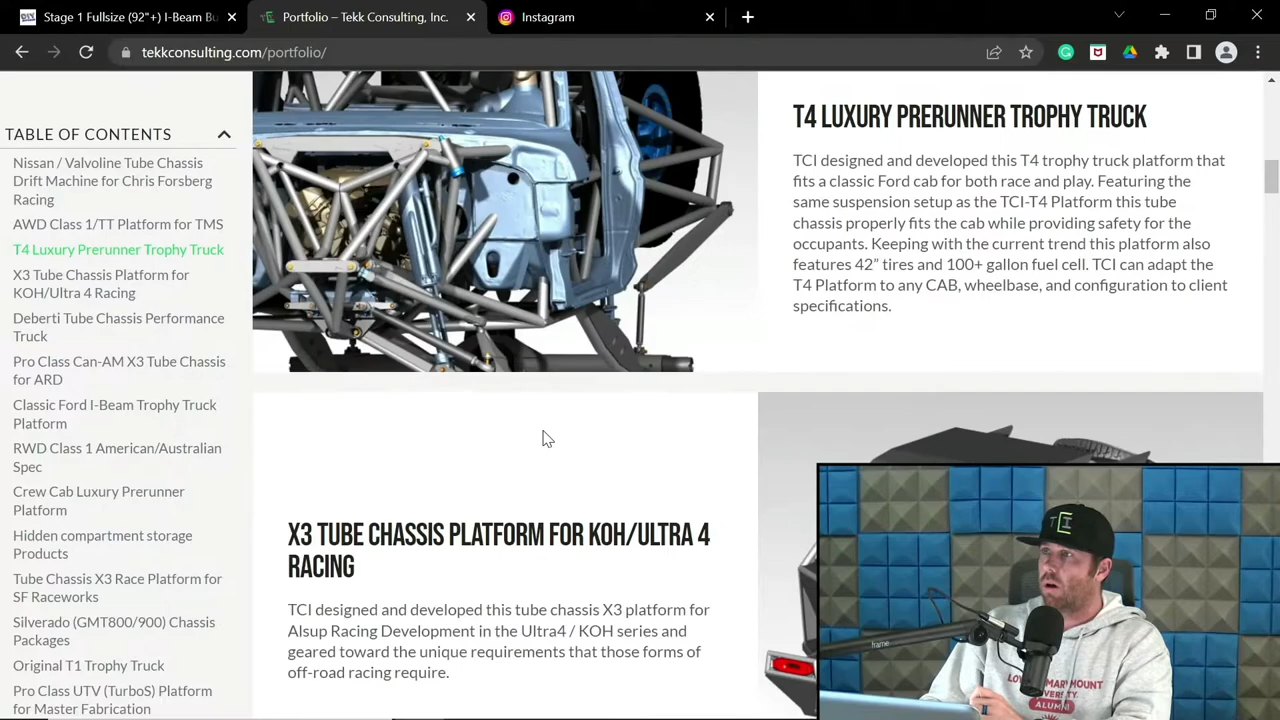 Stage 1 Fullsize (92"+) I-Beam Bu
Portfolio – Tekk Consulting, Inc.
Instagram
tekkconsulting.com/portfolio/
TABLE OF CONTENTS
Nissan / Valvoline Tube Chassis
Drift Machine for Chris Forsberg
Racing
AWD Class 1/TT Platform for TMS
T4 Luxury Prerunner Trophy Truck
X3 Tube Chassis Platform for
KOH/Ultra 4 Racing
Deberti Tube Chassis Performance
Truck
Pro Class Can-AM X3 Tube Chassis
for ARD
Classic Ford I-Beam Trophy Truck
Platform
RWD Class 1 American/Australian
Spec
Crew Cab Luxury Prerunner
Platform
Hidden compartment storage
Products
Tube Chassis X3 Race Platform for
SF Raceworks
Silverado (GMT800/900) Chassis
Packages
Original T1 Trophy Truck
Pro Class UTV (TurboS) Platform
for Master Fabrication
T4 LUXURY PRERUNNER TROPHY TRUCK
TCI designed and developed this T4 trophy truck platform that
fits a classic Ford cab for both race and play. Featuring the
same suspension setup as the TCI-T4 Platform this tube
chassis properly fits the cab while providing safety for the
occupants. Keeping with the current trend this platform also
features 42” tires and 100+ gallon fuel cell. TCI can adapt the
T4 Platform to any CAB, wheelbase, and configuration to client
specifications.
X3 TUBE CHASSIS PLATFORM FOR KOH/ULTRA 4
RACING
TCI designed and developed this tube chassis X3 platform for
Alsup Racing Development in the Ultra4 / KOH series and
geared toward the unique requirements that those forms of
off-road racing require.
TCI
frame
ALUMNI